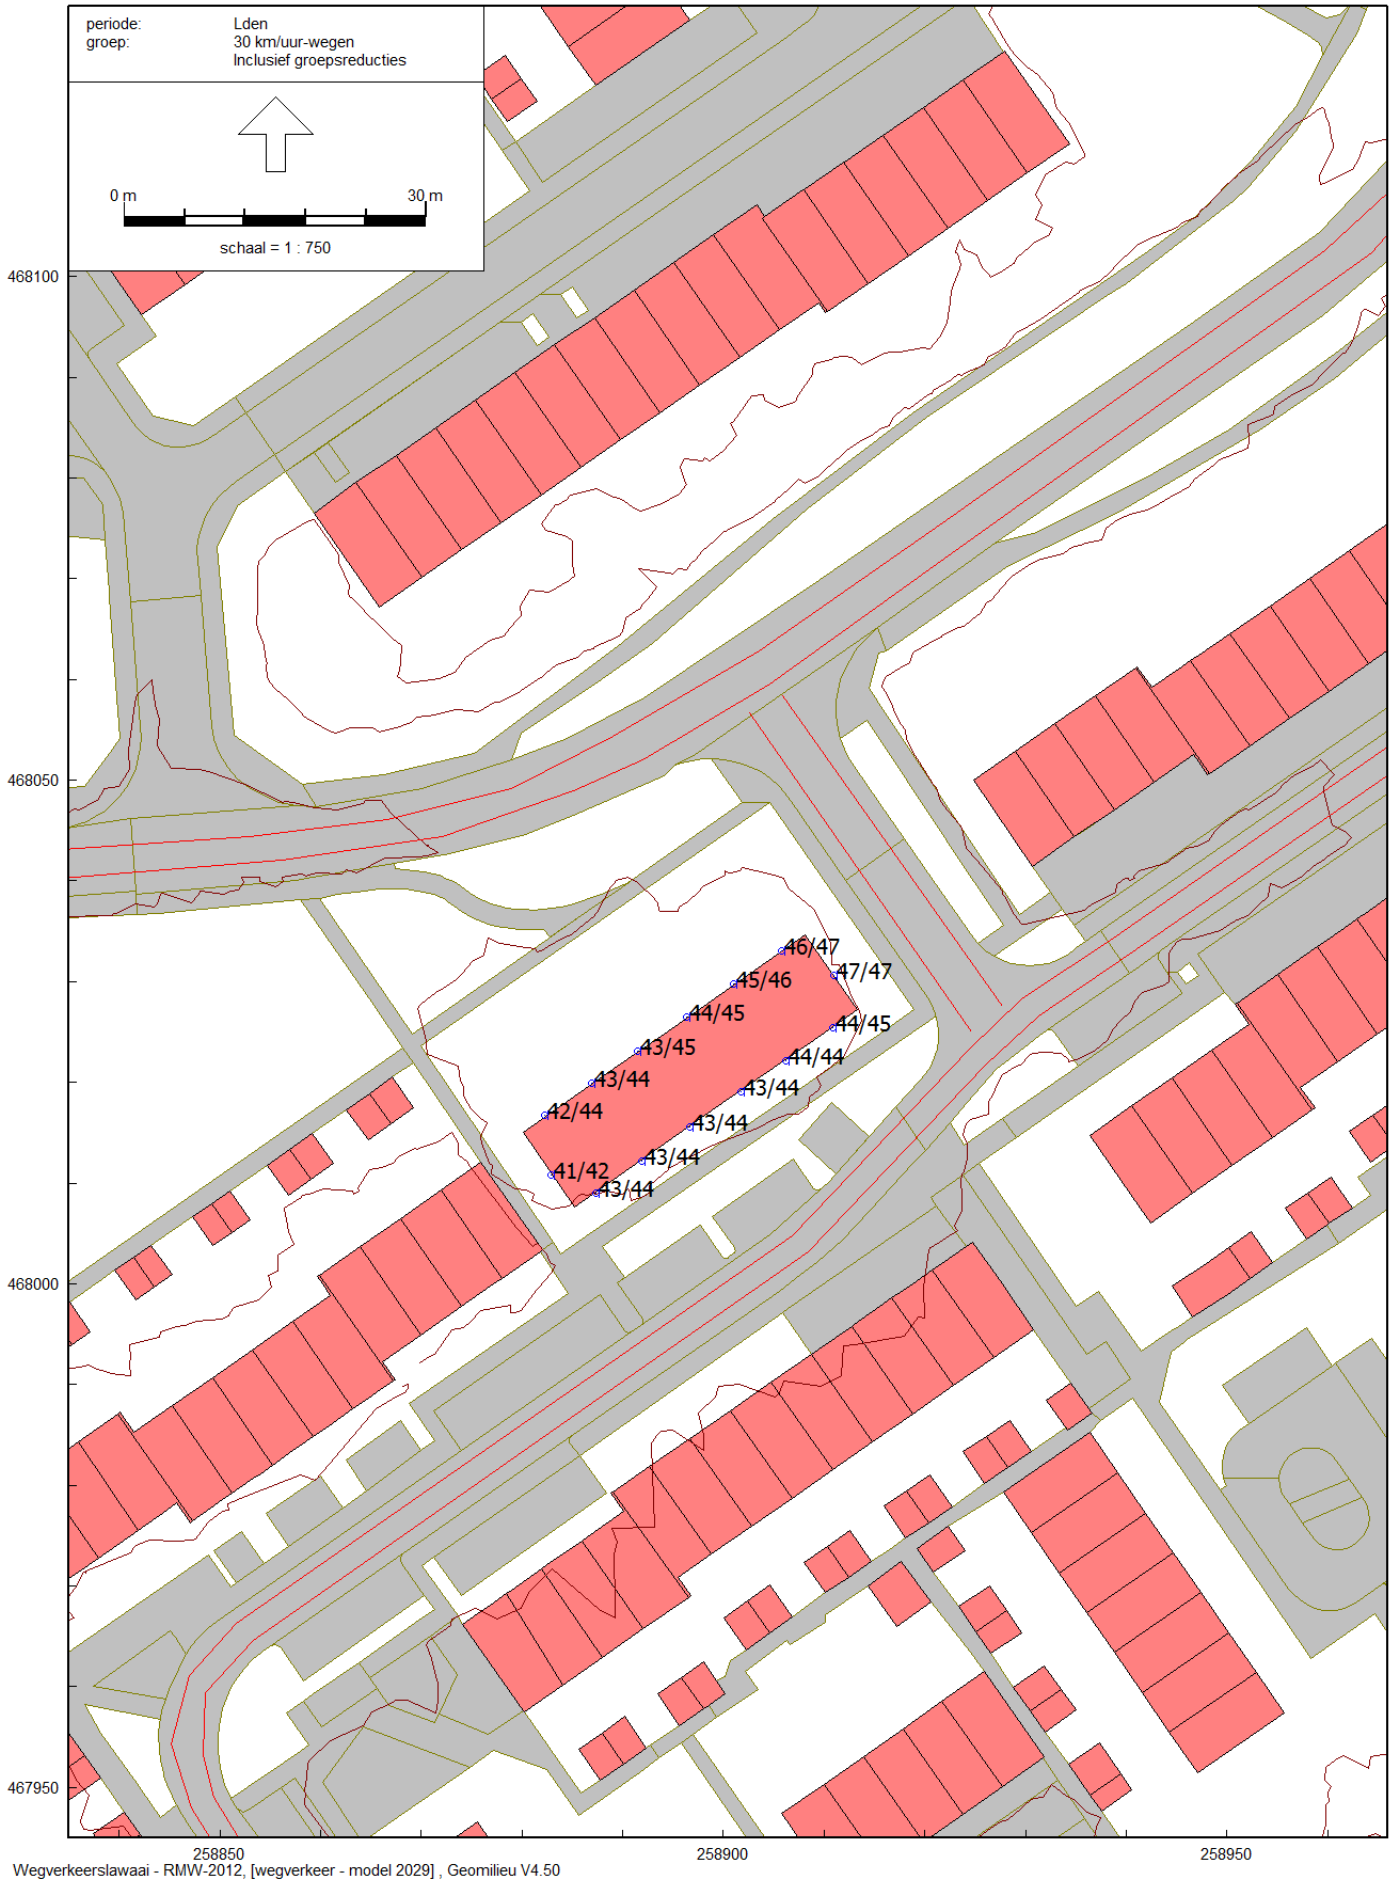 periode: Lden
groep: 30 km/uur-wegen
Inclusief groepsreducties
0 m 30 m
schaal = 1 : 750
468100
468050
46/47
47/47
45/46
44/45
44/45
43/45
44/44
43/44
43/44
42/44
43/44
43/44
41/42
43/44
468000
467950
258850 258900 258950
Wegverkeerslawaai - RMW-2012, [wegverkeer - model 2029] , Geomilieu V4.50